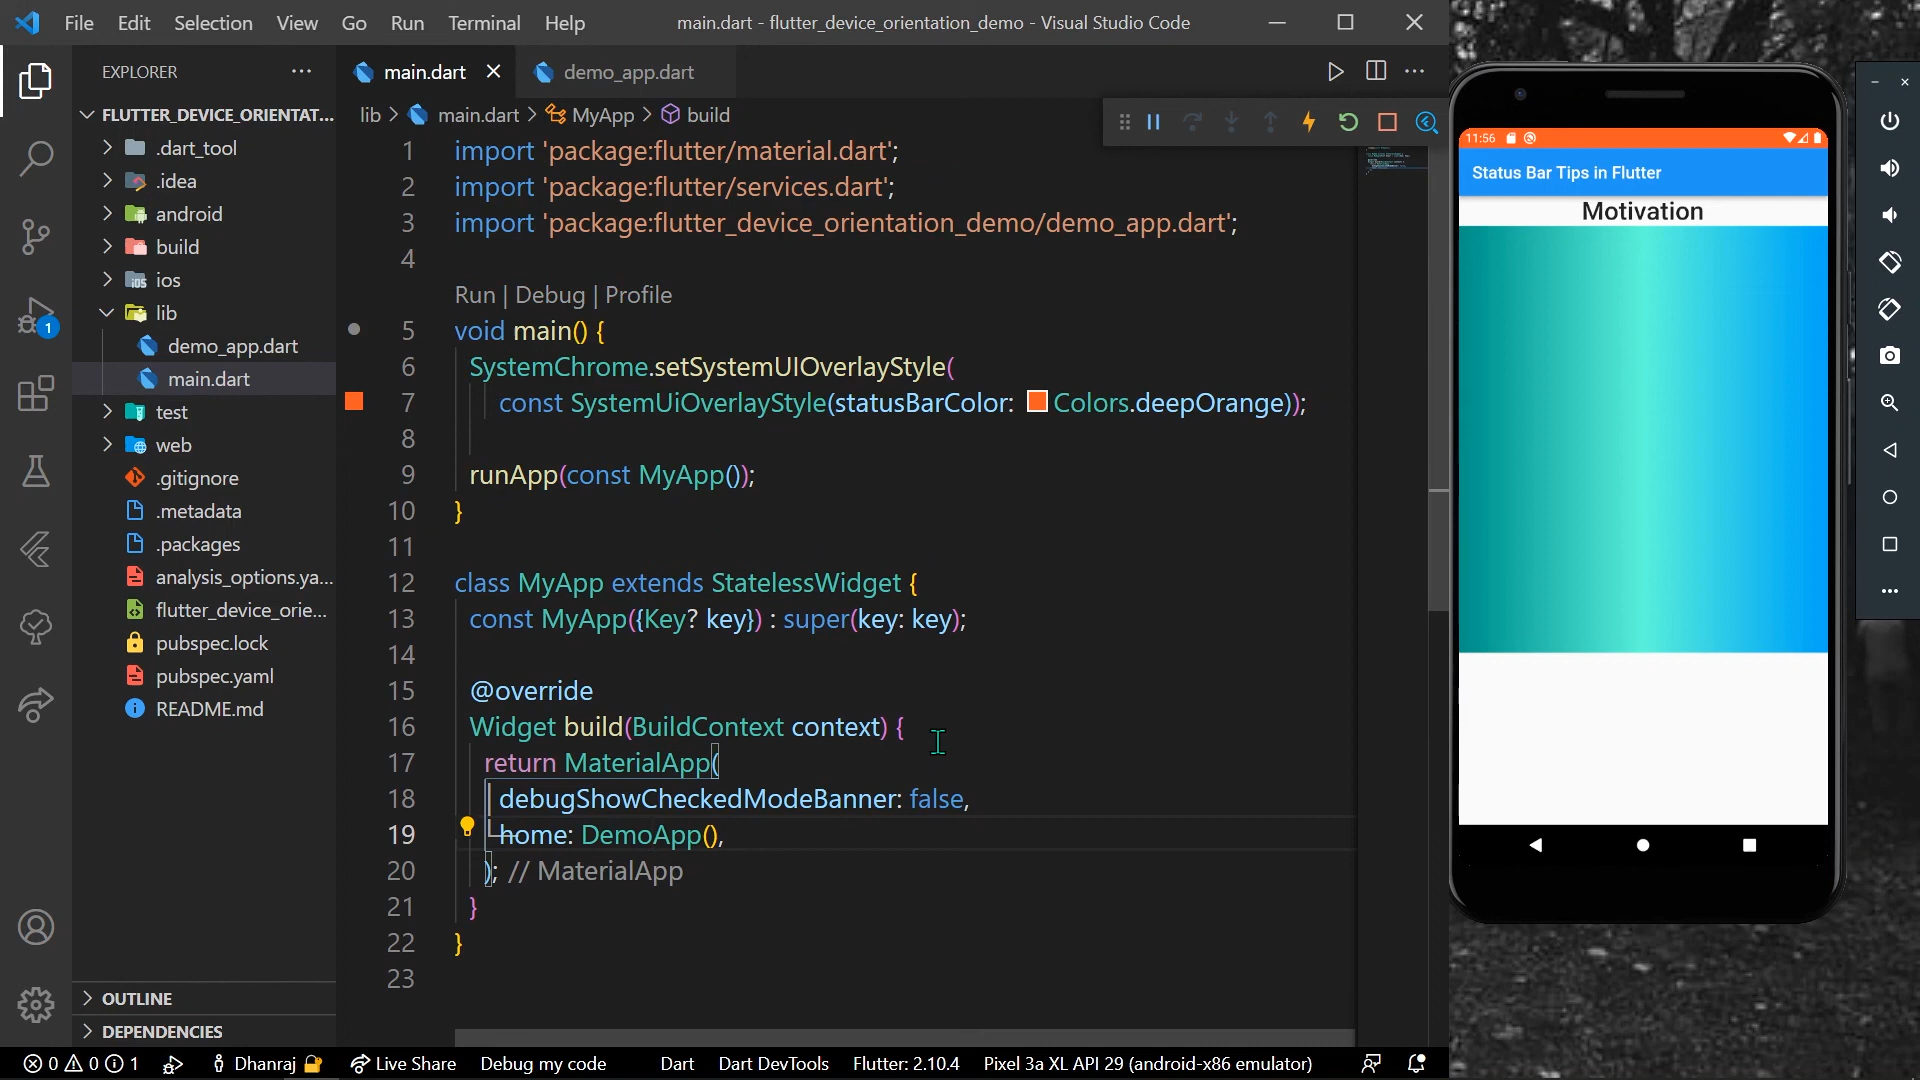 File Edit Selection View Go Run Terminal Help
main.dart - flutter_device_orientation_demo - Visual Studio Code
EXPLORER
FLUTTER_DEVICE_ORIENTAT...
.dart_tool
.idea
android
build
ios
lib
demo_app.dart
main.dart
test
web
.gitignore
.metadata
.packages
analysis_options.ya...
flutter_device_orie...
pubspec.lock
pubspec.yaml
README.md
OUTLINE
DEPENDENCIES
1
main.dart demo_app.dart
lib > main.dart > MyApp > build
1 import 'package:flutter/material.dart';
2 import 'package:flutter/services.dart';
3 import 'package:flutter_device_orientation_demo/demo_app.dart';
4
Run | Debug | Profile
5 void main() {
6 SystemChrome.setSystemUIOverlayStyle(
7 const SystemUiOverlayStyle(statusBarColor: Colors.deepOrange));
8
9 runApp(const MyApp());
10 }
11
12 class MyApp extends StatelessWidget {
13 const MyApp({Key? key}) : super(key: key);
14
15 @override
16 Widget build(BuildContext context) {
17 return MaterialApp(
18 debugShowCheckedModeBanner: false,
19 home: DemoApp(),
20 ); // MaterialApp
21 }
22 }
23
11:56
Status Bar Tips in Flutter
Motivation
0 0 1 Dhanraj Live Share Debug my code Dart Dart DevTools Flutter: 2.10.4 Pixel 3a XL API 29 (android-x86 emulator)